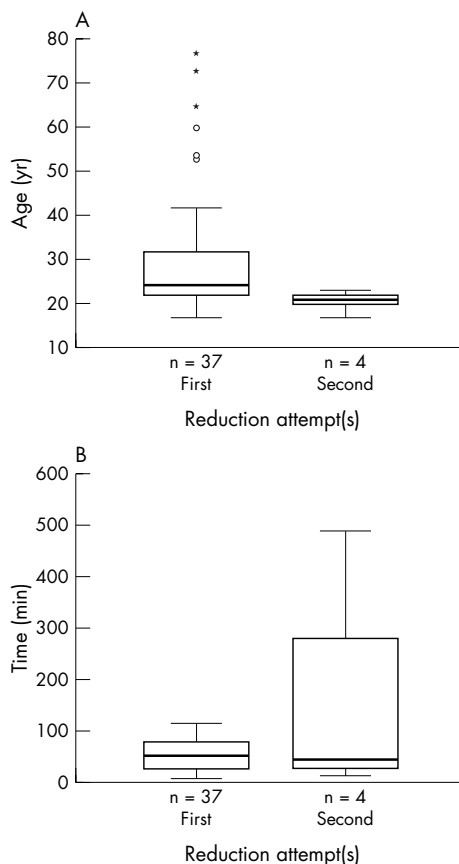 A
80
70
60
50
40
30
20
10
Age (yr)
n = 37 n = 4
First Second
Reduction attempt(s)
B
600
500
400
300
200
100
0
Time (min)
n = 37 n = 4
First Second
Reduction attempt(s)